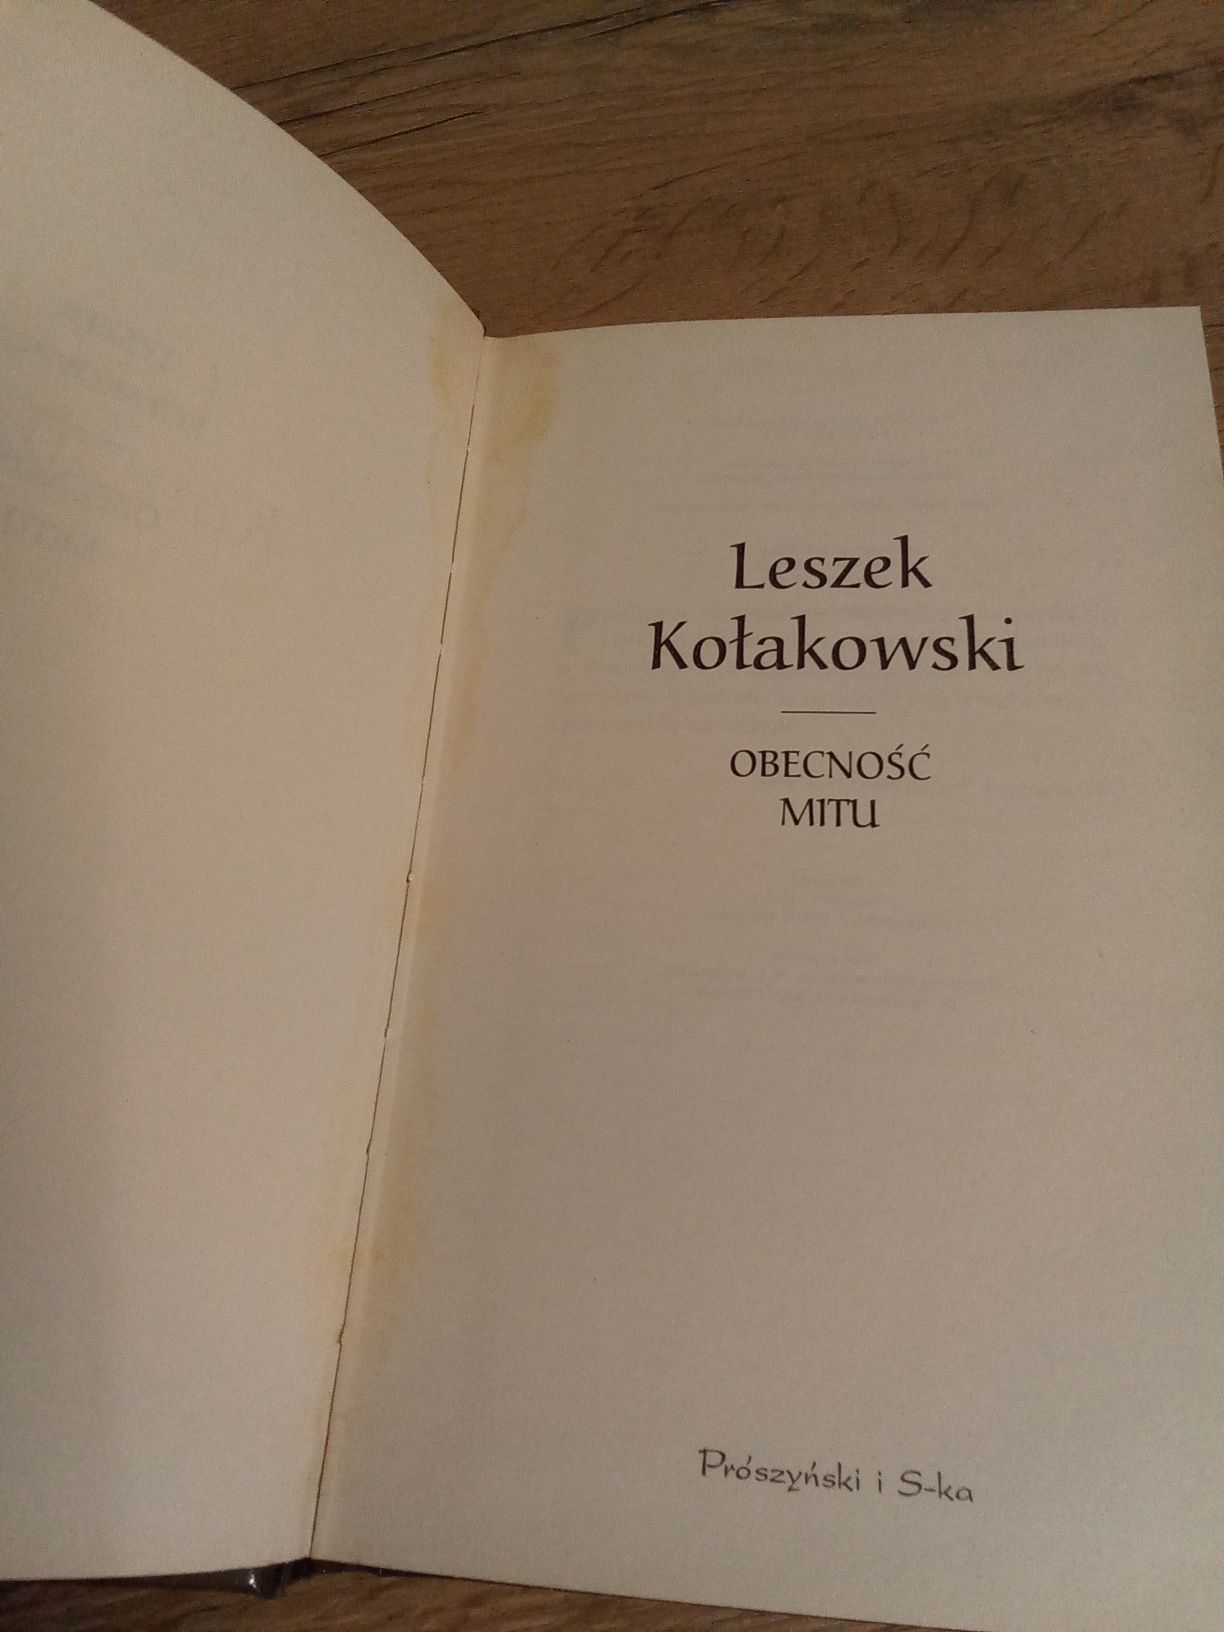 Leszek
Kołakowski
OBECNOŚĆ
MITU
Prószyński i S-ka